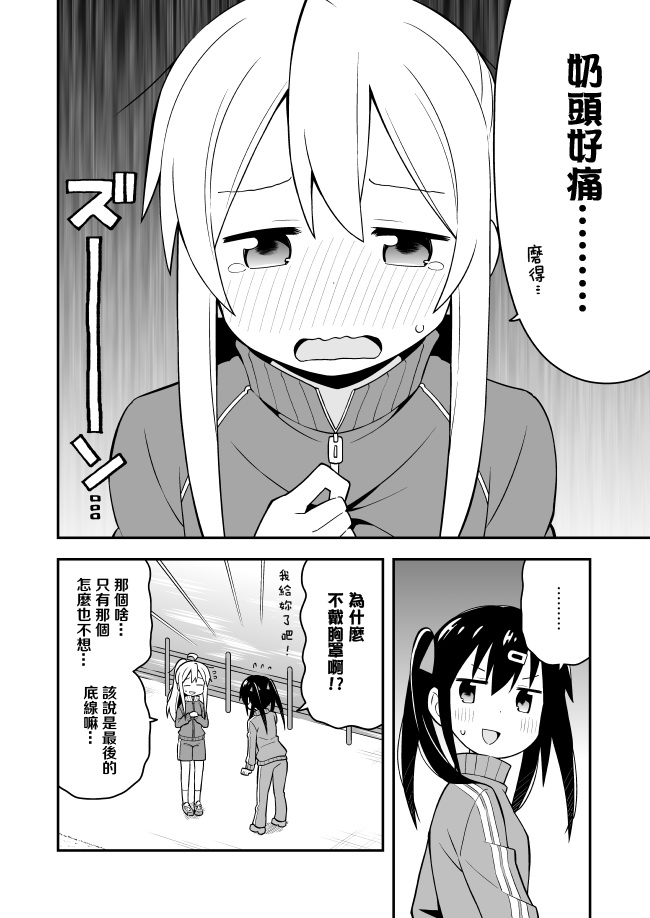 奶頭好痛………
磨得…
ズーン…
………
為什麼
不戴胸罩啊!?
我給妳了吧！
那個啥…
只有那個
怎麼也不想…
該說是最後的
底線嘛…